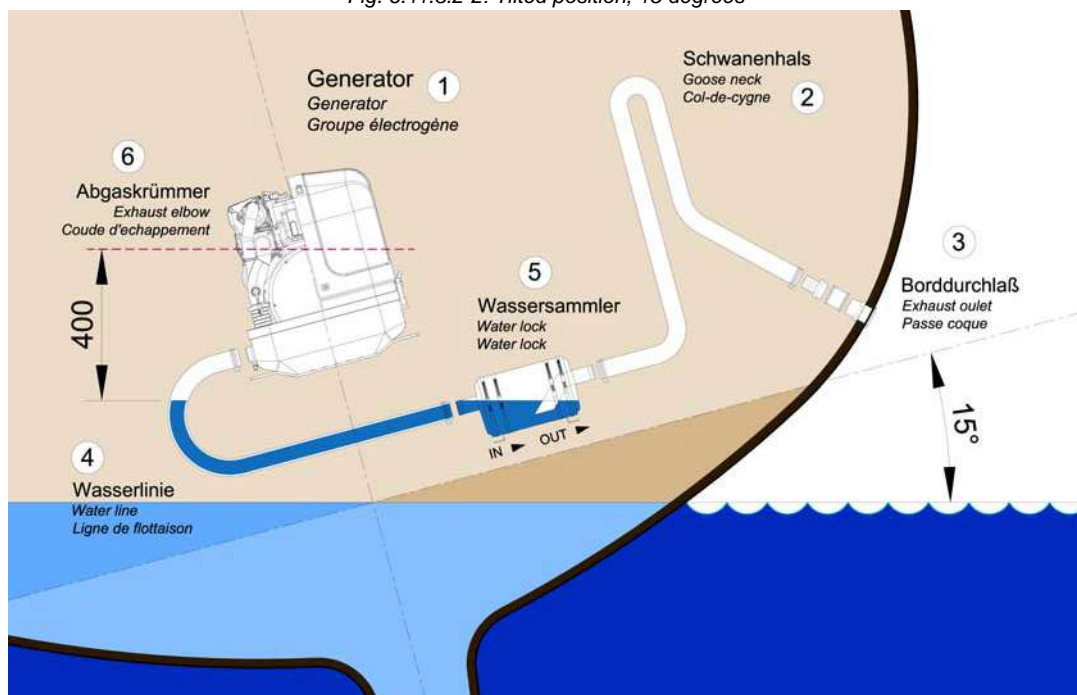 Fig. 5.11.8.2-2: Tilted position, 15 degrees
Generator
Generator
Groupe électrogène
1
Schwanenhals
Goose neck
Col-de-cygne
2
6
Abgaskrümmer
Exhaust elbow
Coude d'echappement
3
Borddurchlaß
Exhaust oulet
Passe coque
5
Wassersammler
Water lock
Water lock
400
15°
IN
OUT
4
Wasserlinie
Water line
Ligne de flottaison